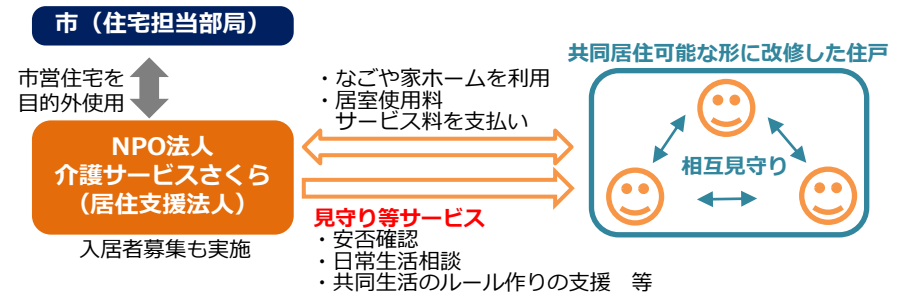 市（住宅担当部局）
市営住宅を
目的外使用
NPO法人
介護サービスさくら
（居住支援法人）
入居者募集も実施
・なごや家ホームを利用
・居室使用料
サービス料を支払い
見守り等サービス
・安否確認
・日常生活相談
・共同生活のルール作りの支援　等
共同居住可能な形に改修した住戸
相互見守り